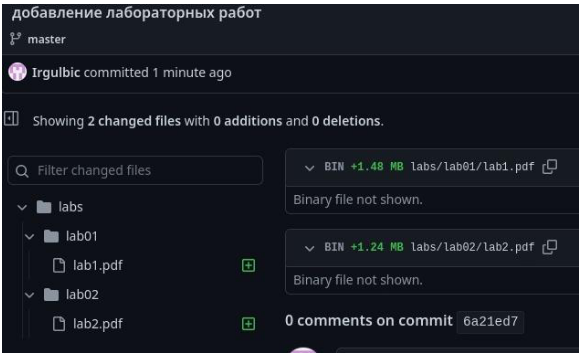 добавление лабораторных работ
master
Irgulbic committed 1 minute ago
Showing 2 changed files with 0 additions and 0 deletions.
Filter changed files
labs
lab01
lab1.pdf
lab02
lab2.pdf
BIN +1.48 MB labs/lab01/lab1.pdf
Binary file not shown.
BIN +1.24 MB labs/lab02/lab2.pdf
Binary file not shown.
0 comments on commit 6a21ed7